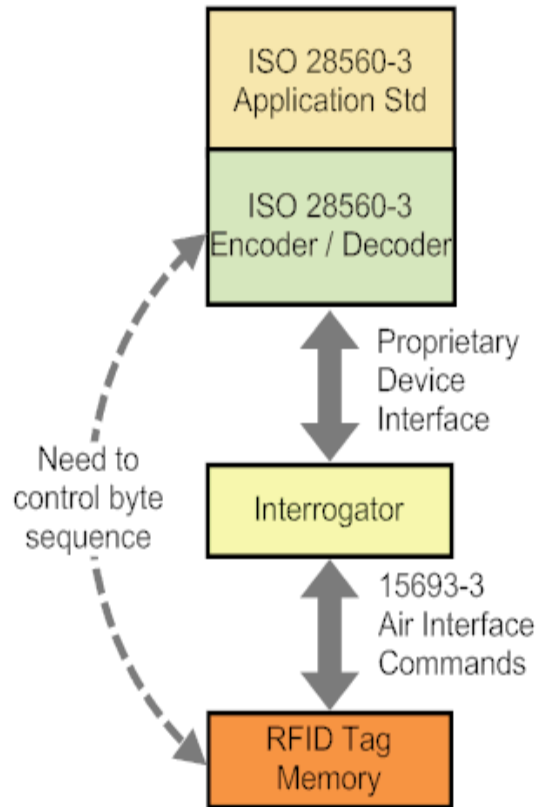 ISO 28560-3
Application Std
ISO 28560-3
Encoder / Decoder
Proprietary
Device
Interface
Need to
control byte
sequence
Interrogator
15693-3
Air Interface
Commands
RFID Tag
Memory